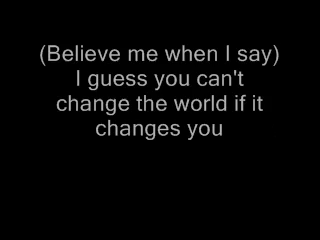 (Believe me when I say)
I guess you can't
change the world if it
changes you